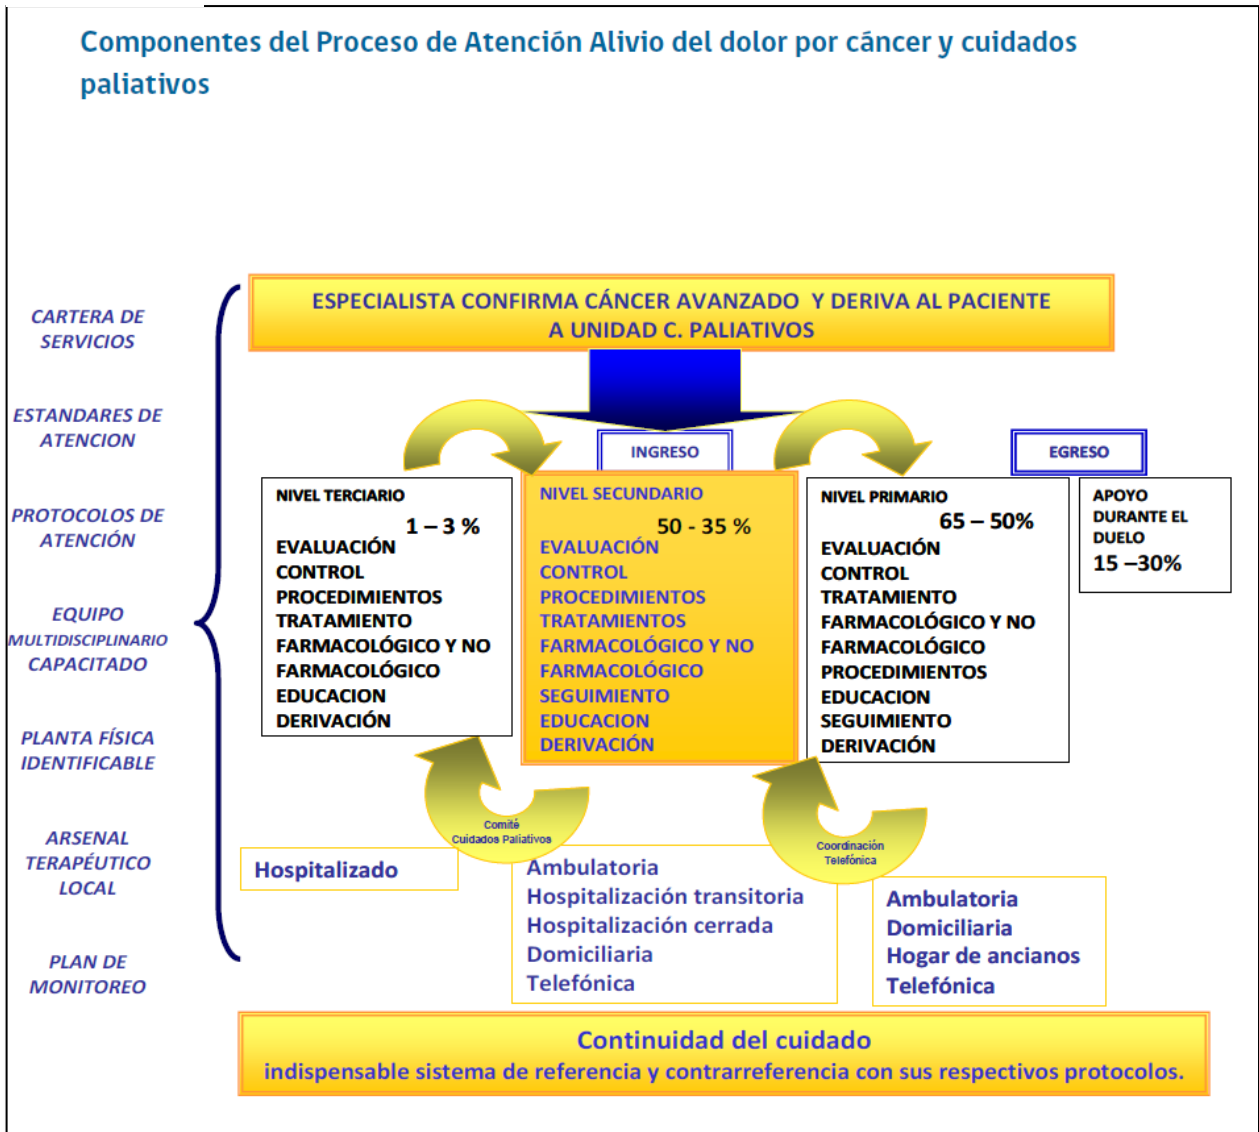 Componentes del Proceso de Atención Alivio del dolor por cáncer y cuidados
paliativos
CARTERA DE
SERVICIOS
ESTANDARES DE
ATENCION
PROTOCOLOS DE
ATENCIÓN
EQUIPO
MULTIDISCIPLINARIO
CAPACITADO
PLANTA FÍSICA
IDENTIFICABLE
ARSENAL
TERAPÉUTICO
LOCAL
PLAN DE
MONITOREO
ESPECIALISTA CONFIRMA CÁNCER AVANZADO Y DERIVA AL PACIENTE
A UNIDAD C. PALIATIVOS
INGRESO
EGRESO
NIVEL TERCIARIO
1 – 3 %
EVALUACIÓN
CONTROL
PROCEDIMIENTOS
TRATAMIENTO
FARMACOLÓGICO Y NO
FARMACOLÓGICO
EDUCACION
DERIVACIÓN
NIVEL SECUNDARIO
50 - 35 %
EVALUACIÓN
CONTROL
PROCEDIMIENTOS
TRATAMIENTOS
FARMACOLÓGICO Y NO
FARMACOLÓGICO
SEGUIMIENTO
EDUCACION
DERIVACIÓN
NIVEL PRIMARIO
65 – 50%
EVALUACIÓN
CONTROL
TRATAMIENTO
FARMACOLÓGICO Y NO
FARMACOLÓGICO
PROCEDIMIENTOS
EDUCACION
SEGUIMIENTO
DERIVACIÓN
APOYO
DURANTE EL
DUELO
15 –30%
Comité
Cuidados Paliativos
Coordinación
Telefónica
Hospitalizado
Ambulatoria
Hospitalización transitoria
Hospitalización cerrada
Domiciliaria
Telefónica
Ambulatoria
Domiciliaria
Hogar de ancianos
Telefónica
Continuidad del cuidado
indispensable sistema de referencia y contrarreferencia con sus respectivos protocolos.